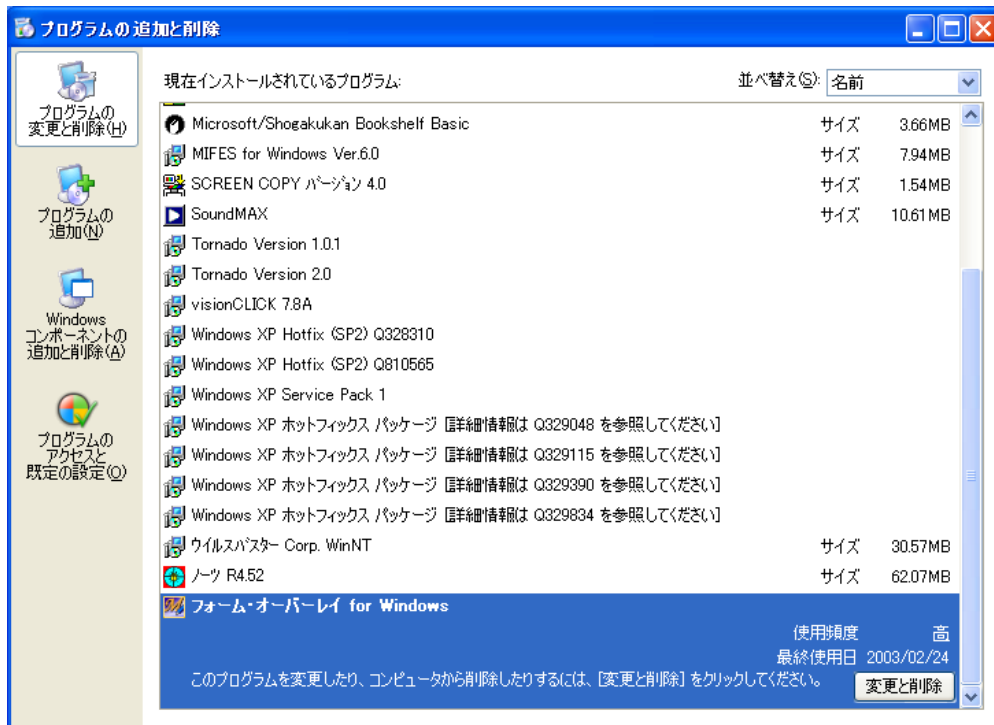 プログラムの追加と削除
プログラムの
変更と削除(H)
プログラムの
追加(N)
Windows
コンポーネントの
追加と削除(A)
プログラムの
アクセスと
既定の設定(O)
現在インストールされているプログラム:
並べ替え(S): 名前
Microsoft/Shogakukan Bookshelf Basic サイズ 3.66MB
MIFES for Windows Ver.6.0 サイズ 7.94MB
SCREEN COPY バージョン 4.0 サイズ 1.54MB
SoundMAX サイズ 10.61MB
Tornado Version 1.0.1
Tornado Version 2.0
visionCLICK 7.8A
Windows XP Hotfix (SP2) Q328310
Windows XP Hotfix (SP2) Q810565
Windows XP Service Pack 1
Windows XP ホットフィックス パッケージ [詳細情報は Q329048 を参照してください]
Windows XP ホットフィックス パッケージ [詳細情報は Q329115 を参照してください]
Windows XP ホットフィックス パッケージ [詳細情報は Q329390 を参照してください]
Windows XP ホットフィックス パッケージ [詳細情報は Q329834 を参照してください]
ウイルスバスター Corp. WinNT サイズ 30.57MB
ノーツ R4.52 サイズ 62.07MB
フォーム・オーバーレイ for Windows
使用頻度 高
最終使用日 2003/02/24
このプログラムを変更したり、コンピュータから削除したりするには、[変更と削除] をクリックしてください。
変更と削除